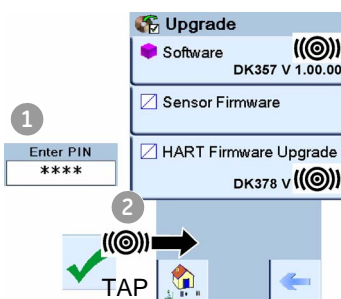 Upgrade
Software
DK357 V 1.00.00
Sensor Firmware
1
Enter PIN
****
HART Firmware Upgrade
DK378 V
2
TAP